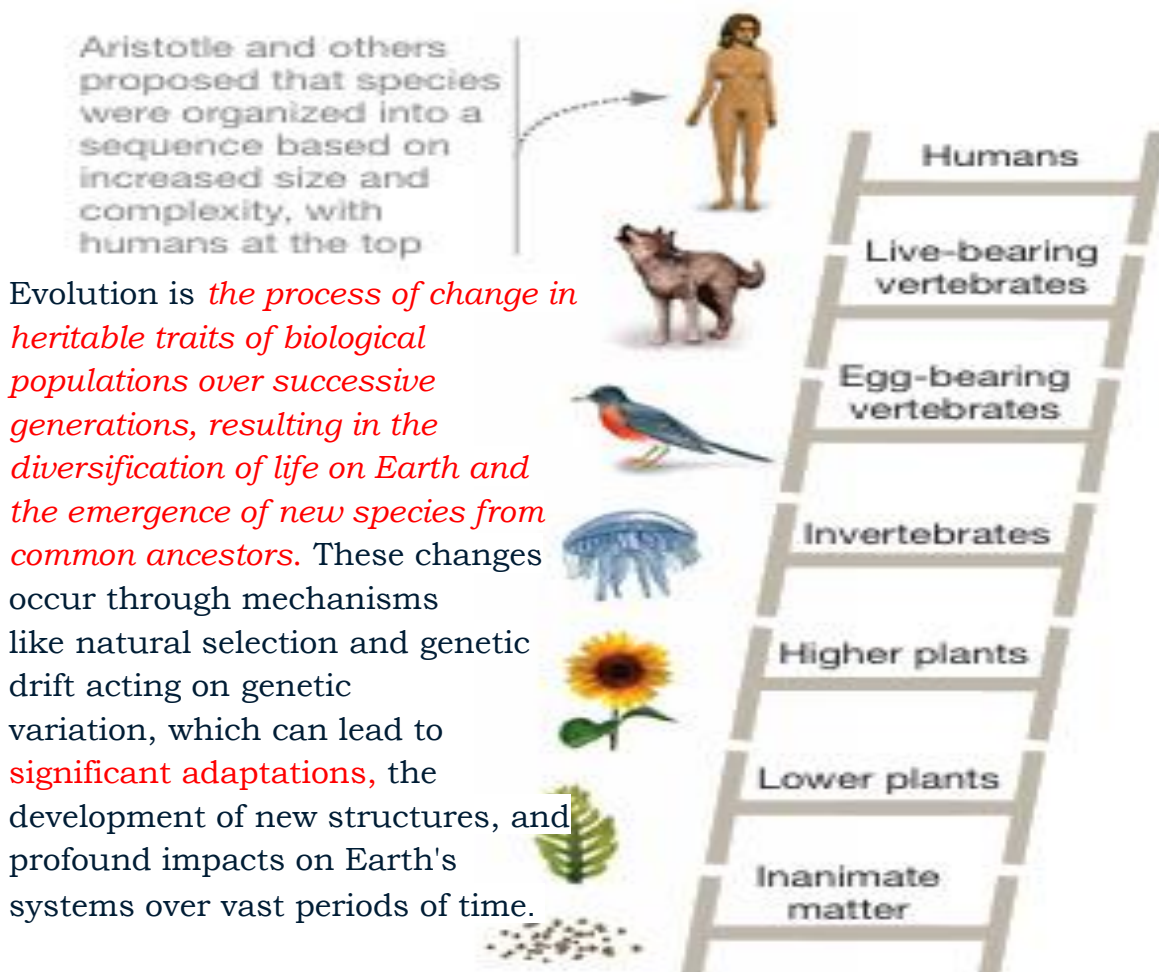 Aristotle and others
proposed that species
were organized into a
sequence based on
increased size and
complexity, with
humans at the top
Evolution is the process of change in
heritable traits of biological
populations over successive
generations, resulting in the
diversification of life on Earth and
the emergence of new species from
common ancestors. These changes
occur through mechanisms
like natural selection and genetic
drift acting on genetic
variation, which can lead to
significant adaptations, the
development of new structures, and
profound impacts on Earth's
systems over vast periods of time.
Humans
Live-bearing
vertebrates
Egg-bearing
vertebrates
Invertebrates
Higher plants
Lower plants
Inanimate
matter